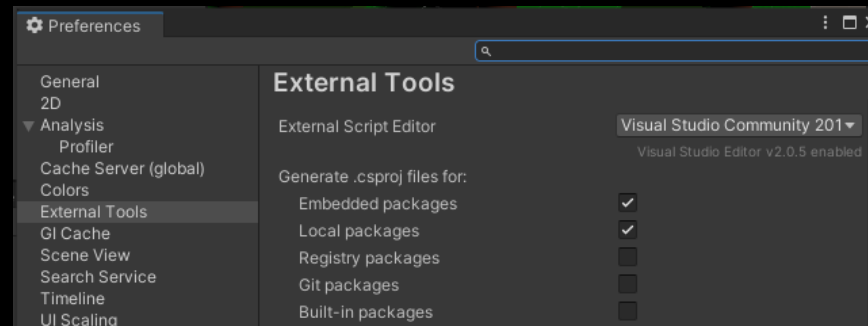 Preferences
General
2D
Analysis
Profiler
Cache Server (global)
Colors
External Tools
GI Cache
Scene View
Search Service
Timeline
UI Scaling
External Tools
External Script Editor
Visual Studio Community 201
Visual Studio Editor v2.0.5 enabled
Generate .csproj files for:
Embedded packages
Local packages
Registry packages
Git packages
Built-in packages